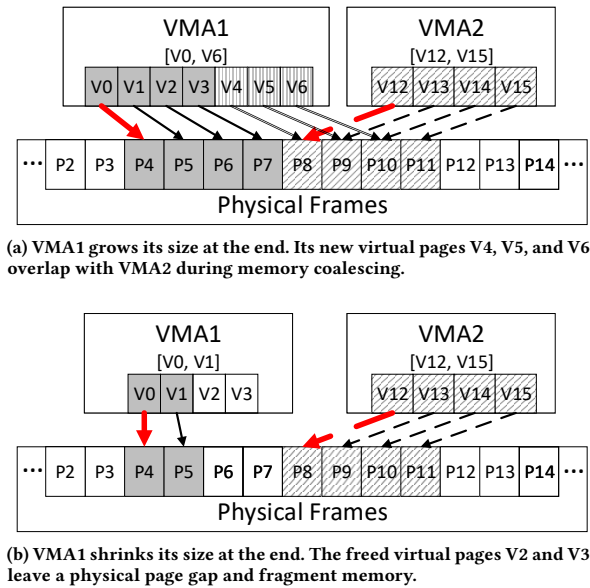 VMA1
[V0, V6]
V0 V1 V2 V3 V4 V5 V6
VMA2
[V12, V15]
V12 V13 V14 V15
··· P2 P3 P4 P5 P6 P7 P8 P9 P10 P11 P12 P13 P14 ···
Physical Frames
(a) VMA1 grows its size at the end. Its new virtual pages V4, V5, and V6
overlap with VMA2 during memory coalescing.
VMA1
[V0, V1]
V0 V1 V2 V3
VMA2
[V12, V15]
V12 V13 V14 V15
··· P2 P3 P4 P5 P6 P7 P8 P9 P10 P11 P12 P13 P14 ···
Physical Frames
(b) VMA1 shrinks its size at the end. The freed virtual pages V2 and V3
leave a physical page gap and fragment memory.